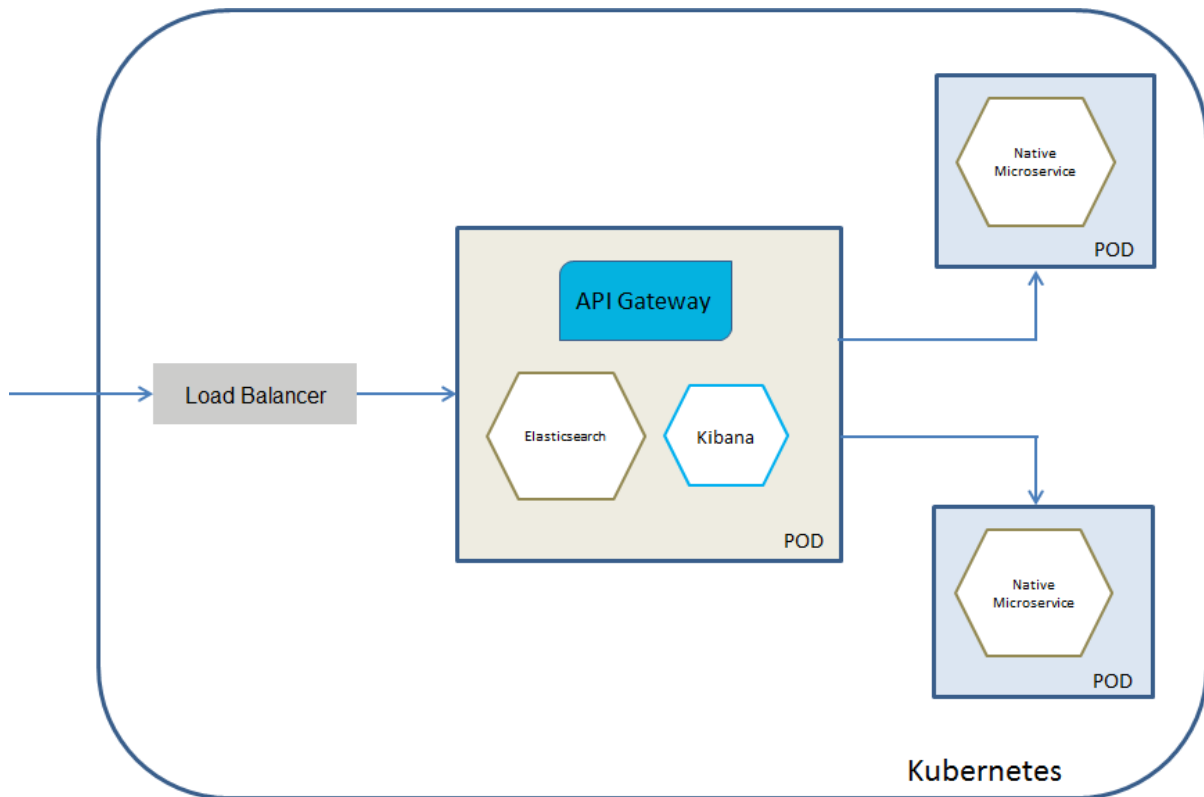 Native
Microservice
POD
API Gateway
Load Balancer
Elasticsearch
Kibana
POD
Native
Microservice
POD
Kubernetes